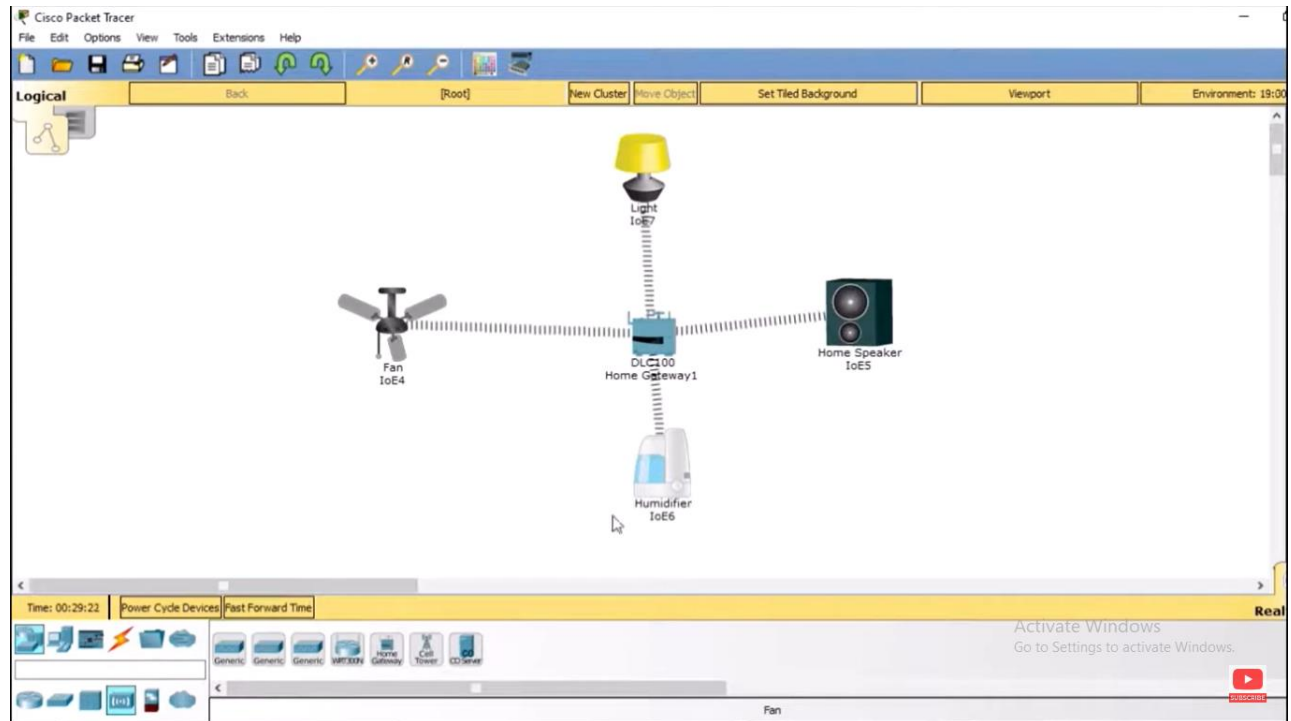 Cisco Packet Tracer
File Edit Options View Tools Extensions Help
Logical
Back
[Root]
New Cluster
Move Object
Set Tiled Background
Viewport
Environment: 19:00
Light
IoE7
Fan
IoE4
DLC100
Home Gateway1
Home Speaker
IoE5
Humidifier
IoE6
Time: 00:29:22
Power Cycle Devices
Fast Forward Time
Real
Activate Windows
Go to Settings to activate Windows.
Generic
Generic
Generic
WRT300N
Home
Gateway
Cell
Tower
CO Server
SUBSCRIBE
Fan